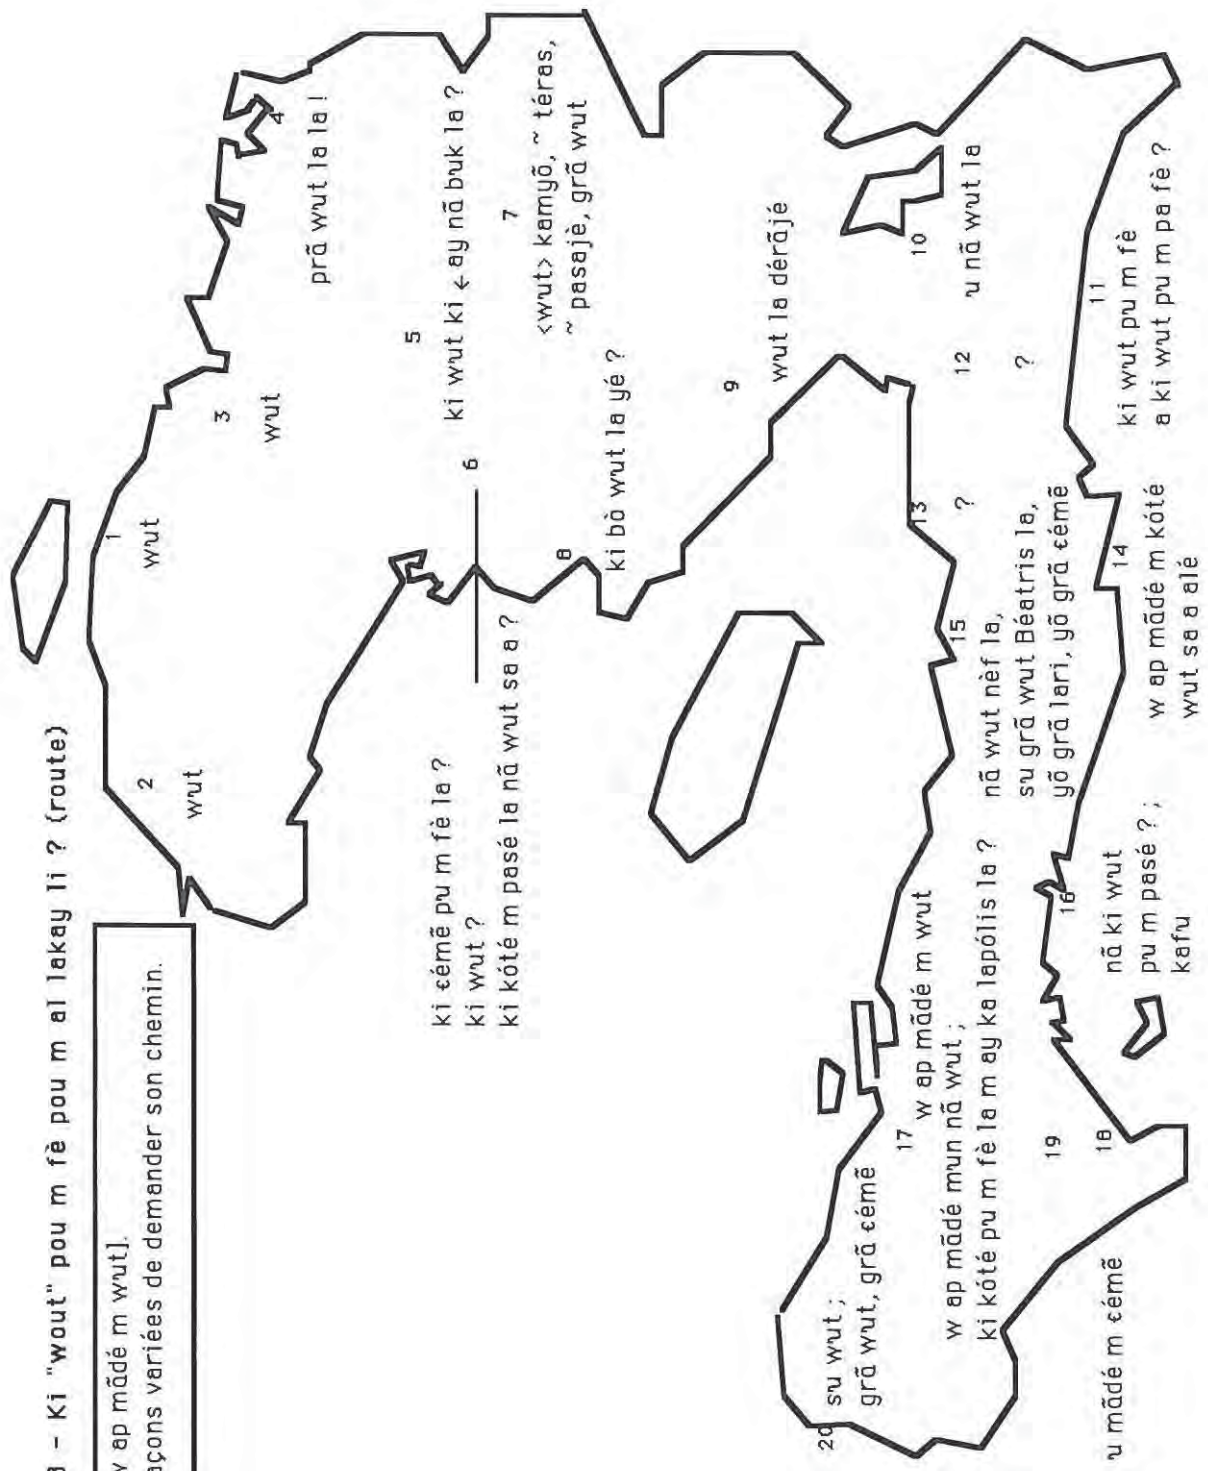 – Ki "wout" pou m fè pou m al lakay li ? (route)
ap mãdé m wut].
açons variées de demander son chemin.
1
wut
2
wut
3
wut
4
prã wut la la !
5
ki wut ki ← ay nã buk la ?
6
ki ɛémẽ pu m fè la ?
ki wut ?
ki kóté m pasé la nã wut sa a ?
7
<wut> kamyõ, ~ téras,
~ pasajè, grã wut
8
ki bò wut la yé ?
9
wut la dérãjé
10
u nã wut la
11
ki wut pu m fè
a ki wut pu m pa fè ?
12
?
13
?
14
w ap mãdé m kóté
wut sa a alé
15
nã wut nèf la,
su grã wut Béatris la,
yõ grã lari, yõ grã ɛémẽ
16
nã ki wut
pu m pasé ? ;
kafu
17
w ap mãdé m wut
w ap mãdé mun nã wut ;
ki kóté pu m fè la m ay ka lapólis la ?
18
19
u mãdé m ɛémẽ
20
su wut ;
grã wut, grã ɛémẽ